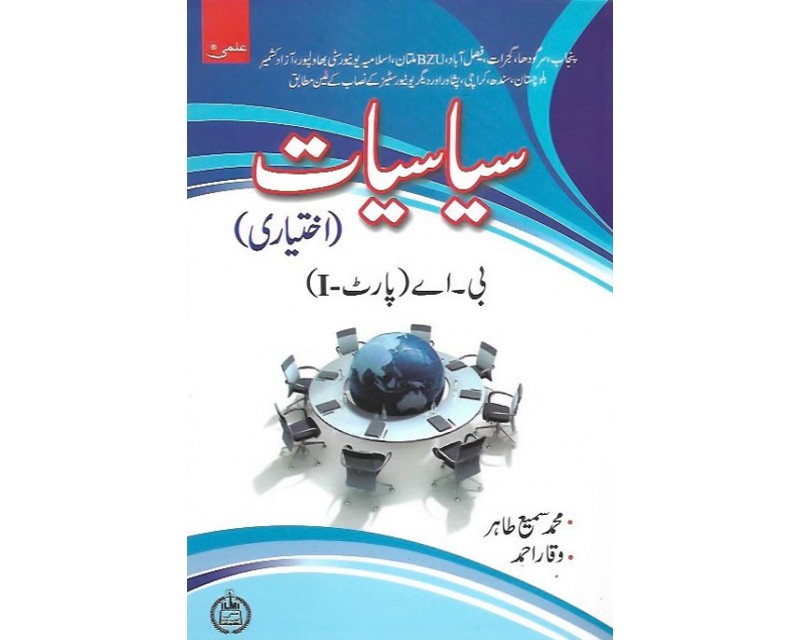 علمی®
پنجاب، سرگودھا، گجرات، فیصل آباد، BZU ملتان، اسلامیہ یونیورسٹی بھاولپور، آزاد کشمیر
بلوچستان، سندھ، کراچی، پشاور اور دیگر یونیورسٹیز کے نصاب کے عین مطابق
سیاسیات
(اختیاری)
بی۔اے (پارٹ-I)
• محمد سمیع طاہر
• وقار احمد